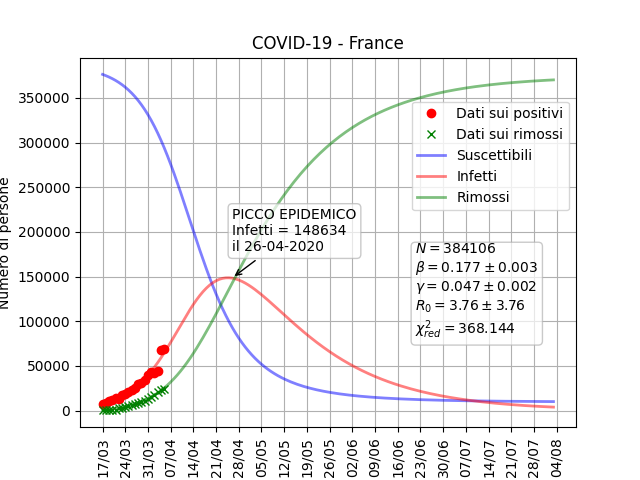 COVID-19 - France
Numero di persone
350000
300000
250000
200000
150000
100000
50000
0
Dati sui positivi
Dati sui rimossi
Suscettibili
Infetti
Rimossi
PICCO EPIDEMICO
Infetti = 148634
il 26-04-2020
N = 384106
β = 0.177 ± 0.003
γ = 0.047 ± 0.002
R₀ = 3.76 ± 3.76
χ²red = 368.144
17/03
24/03
31/03
07/04
14/04
21/04
28/04
05/05
12/05
19/05
26/05
02/06
09/06
16/06
23/06
30/06
07/07
14/07
21/07
28/07
04/08